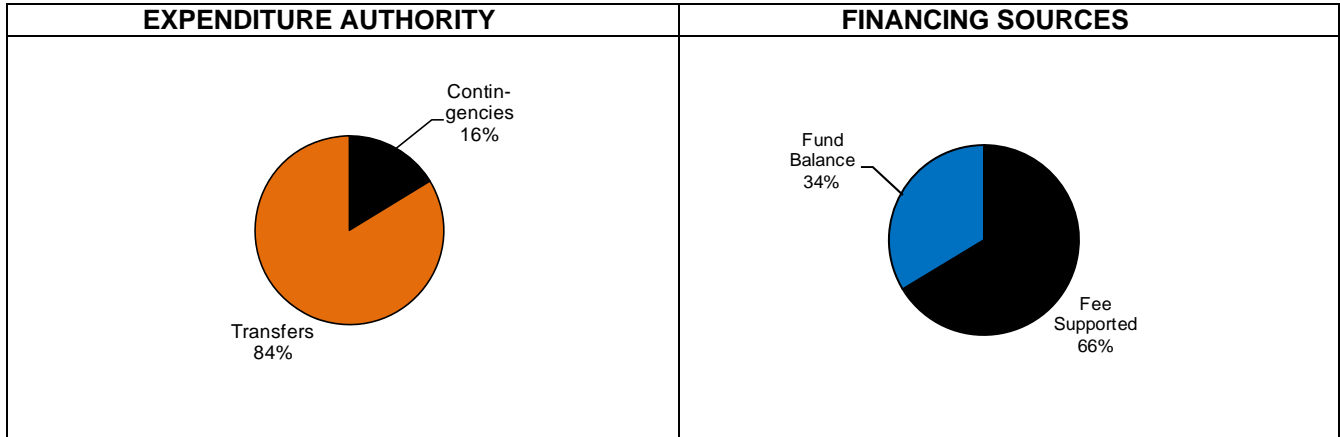 EXPENDITURE AUTHORITY
Contin-
gencies
16%
Transfers
84%
FINANCING SOURCES
Fund
Balance
34%
Fee
Supported
66%